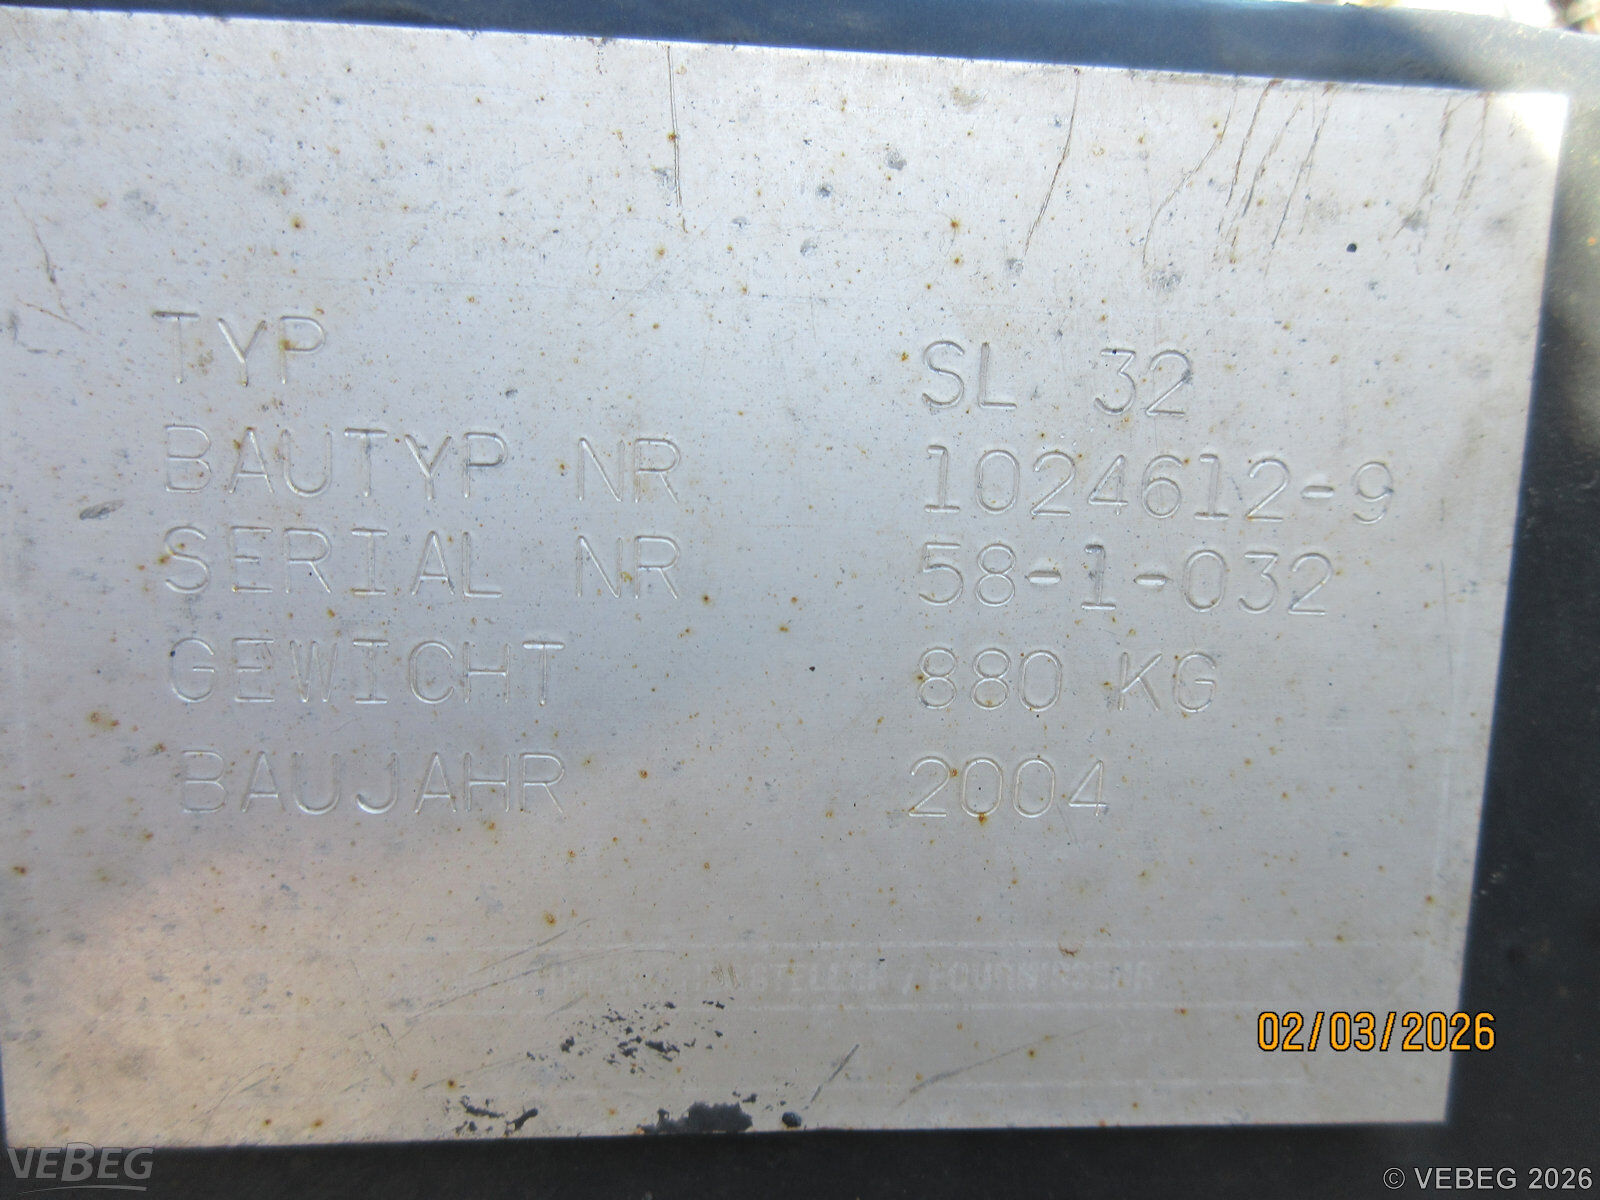 TYP SL 32
BAUTYP NR 1024612-9
SERIAL NR 58-1-032
GEWICHT 880 KG
BAUJAHR 2004
/ FOURNISSEUR
02/03/2026
VEBEG
© VEBEG 2026